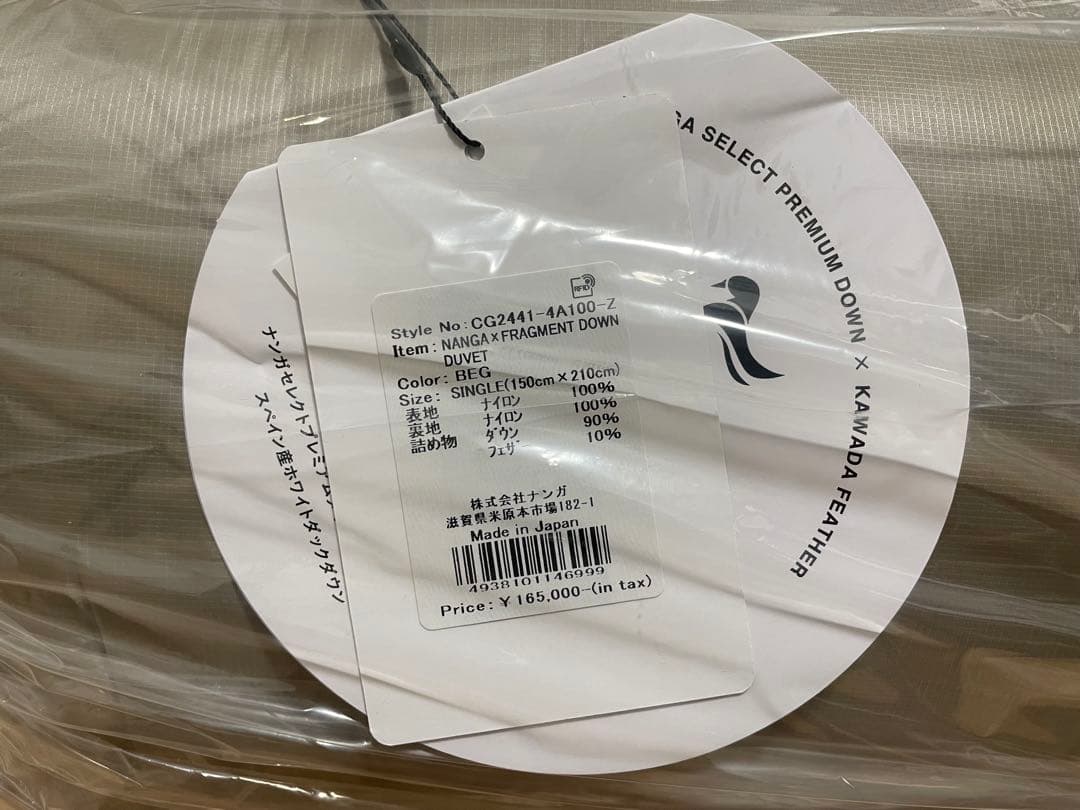 GA SELECT PREMIUM DOWN × KAWADA FEATHER
ナンガセレクトプレミアム
スペイン産ホワイトダックダウン
RFID
Style No:CG2441-4A100-Z
Item: NANGA×FRAGMENT DOWN
DUVET
Color: BEG
Size: SINGLE(150cm×210cm)
表地 ナイロン 100%
裏地 ナイロン 100%
詰め物 ダウン 90%
フェザ 10%
株式会社ナンガ
滋賀県米原本市場182-1
Made in Japan
4938101146999
Price: ¥165,000-(in tax)